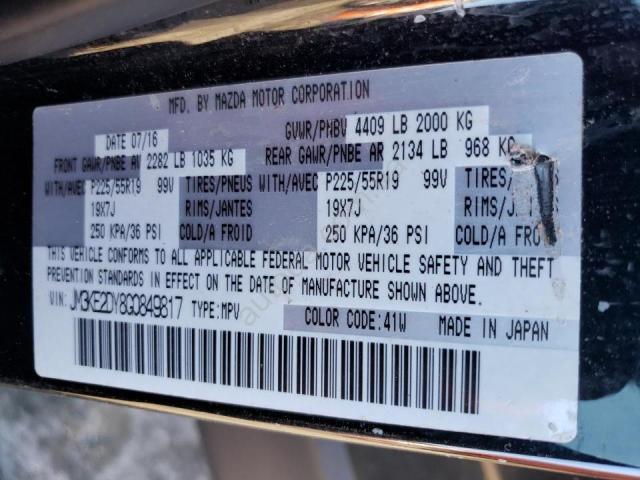 MFD. BY MAZDA MOTOR CORPORATION
DATE 07/16 GVWR/PNBV 4409 LB 2000 KG
FRONT GAWR/PNBE AV 2282 LB 1035 KG REAR GAWR/PNBE AR 2134 LB 968 KG
WITH/AVEC P225/55R19 99V TIRES/PNEUS WITH/AVEC P225/55R19 99V TIRES/
19X7J RIMS/JANTES 19X7J
250 KPA/36 PSI COLD/A FROID 250 KPA/36 PSI COLD/A FROID
THIS VEHICLE CONFORMS TO ALL APPLICABLE FEDERAL MOTOR VEHICLE SAFETY AND THEFT
PREVENTION STANDARDS IN EFFECT ON THE DATE OF MANUFACTURE SHOWN ABOVE.
VIN: JM3KE2DY8G0849817 TYPE:MPV
COLOR CODE:41W MADE IN JAPAN